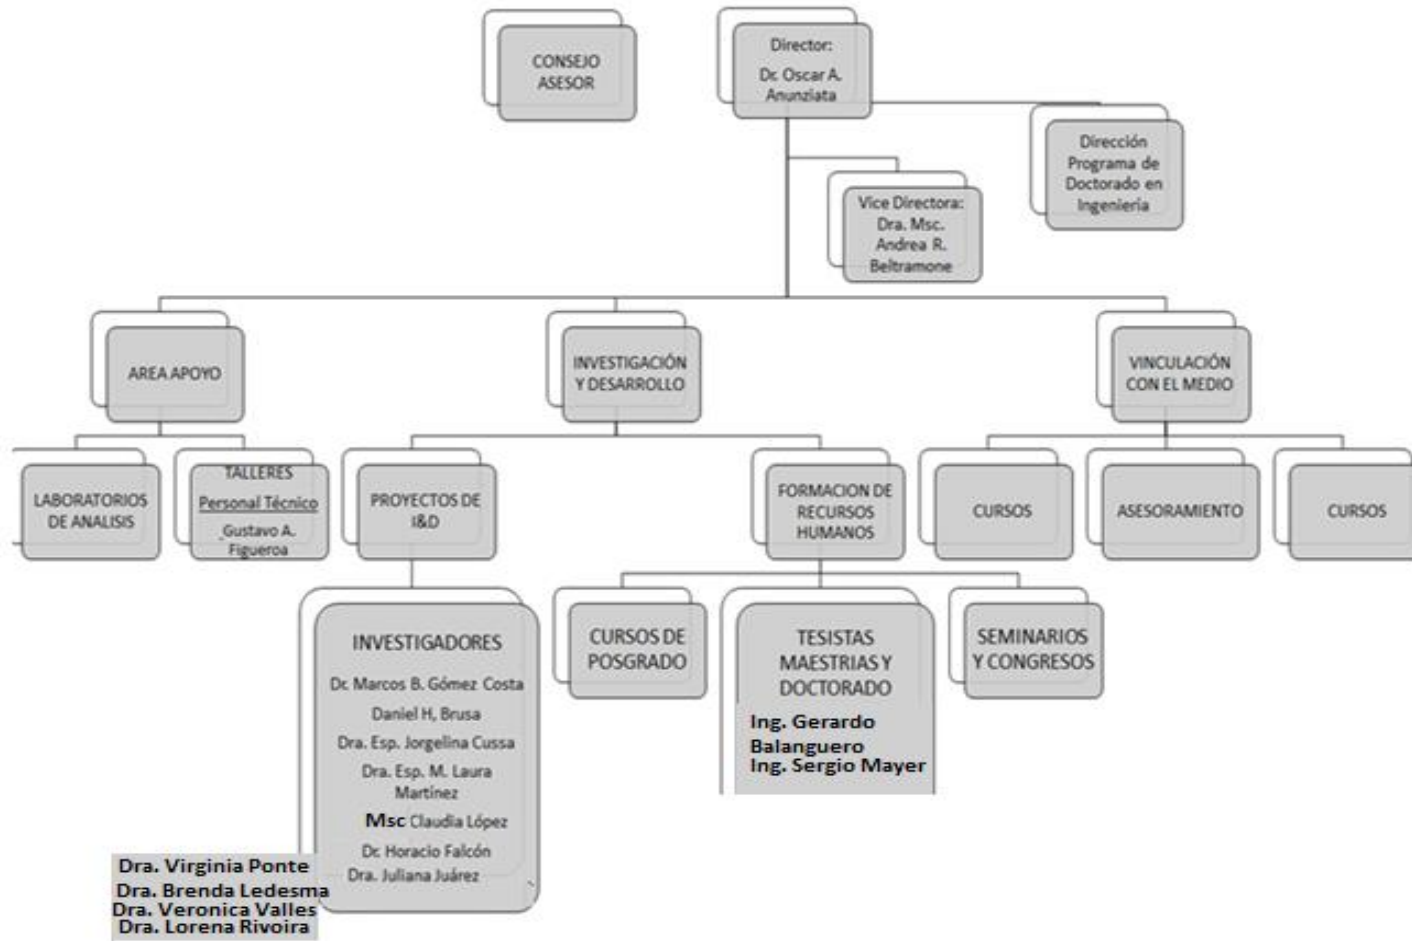 CONSEJO
ASESOR
Director:
Dr. Oscar A.
Anunziata
Dirección
Programa de
Doctorado en
Ingeniería
Vice Directora:
Dra. Msc.
Andrea R.
Beltramone
AREA APOYO
INVESTIGACIÓN
Y DESARROLLO
VINCULACIÓN
CON EL MEDIO
LABORATORIOS
DE ANALISIS
TALLERES
Personal Técnico
Gustavo A.
Figueroa
PROYECTOS DE
I&D
FORMACION DE
RECURSOS
HUMANOS
CURSOS
ASESORAMIENTO
CURSOS
INVESTIGADORES
Dr. Marcos B. Gómez Costa
Daniel H, Brusa
Dra. Esp. Jorgelina Cussa
Dra. Esp. M. Laura
Martínez
Msc Claudia López
Dr. Horacio Falcón
Dra. Juliana Juárez
Dra. Virginia Ponte
Dra. Brenda Ledesma
Dra. Veronica Valles
Dra. Lorena Rivoira
CURSOS DE
POSGRADO
TESISTAS
MAESTRIAS Y
DOCTORADO
Ing. Gerardo
Balanguero
Ing. Sergio Mayer
SEMINARIOS
Y CONGRESOS